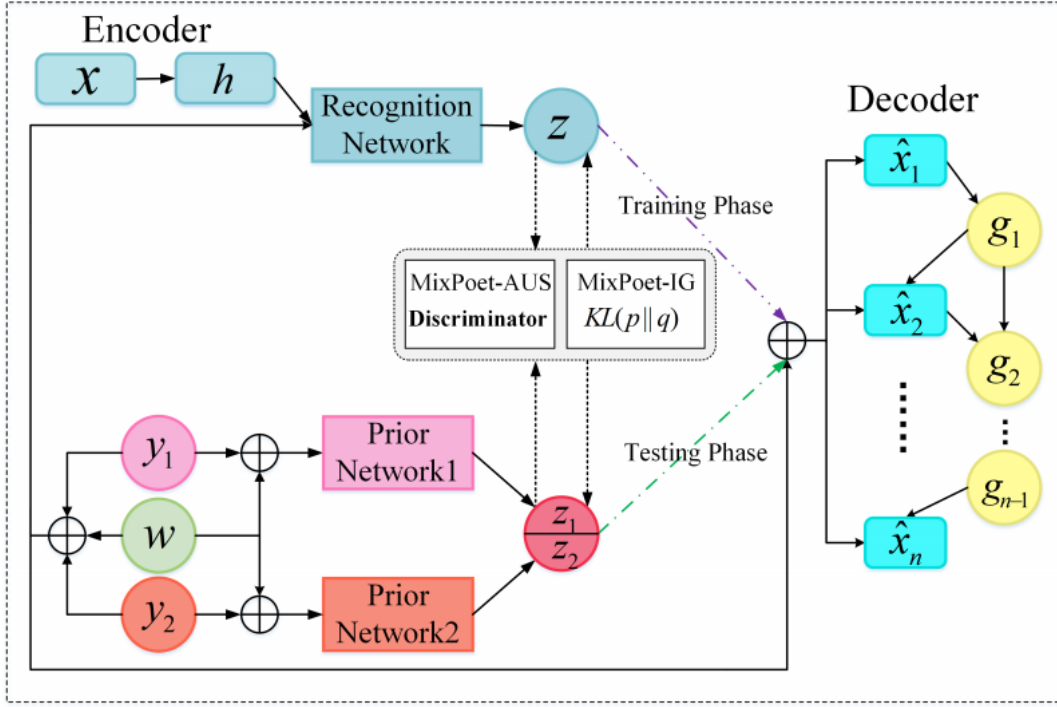 Encoder
x
h
Recognition
Network
z
Decoder
x̂₁
g₁
Training Phase
MixPoet-AUS
Discriminator
MixPoet-IG
KL(p‖q)
x̂₂
g₂
y₁
Prior
Network1
Testing Phase
w
z₁
z₂
gₙ₋₁
x̂ₙ
y₂
Prior
Network2